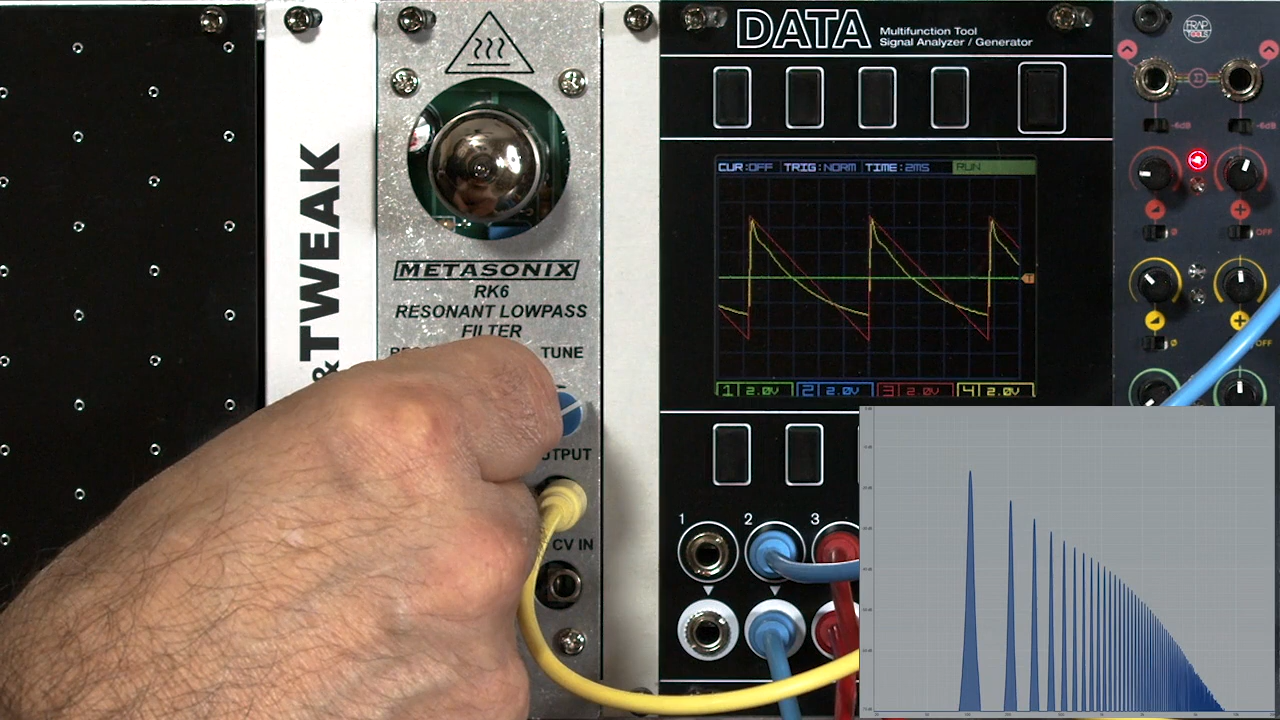 DATA
Multifunction Tool
Signal Analyzer / Generator
FRAP
TOOLS
-6dB
-6dB
CUR:OFF TRIG:NORM TIME:2MS RUN
& TWEAK
METASONIX
RK6
RESONANT LOWPASS
FILTER
TUNE
OFF
OFF
1 2.0V 2 2.0V 3 2.0V 4 2.0V
1 2 3
CV IN